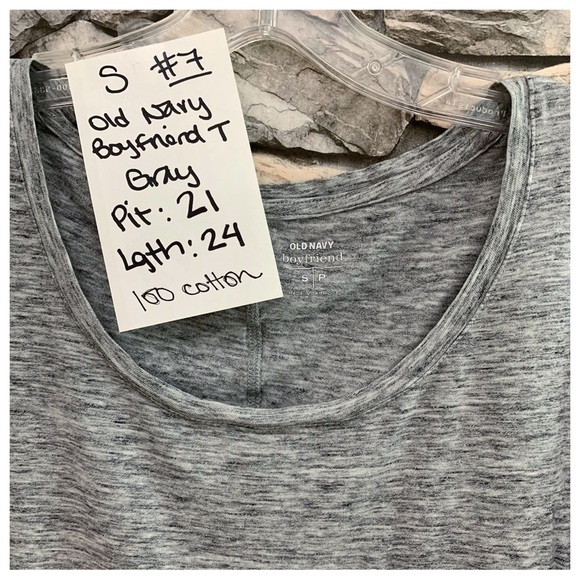 S #7
Old Navy
Boyfriend T
Gray
Pit: 21
Lgth: 24
100 cotton
OLD NAVY
boyfriend
S | P